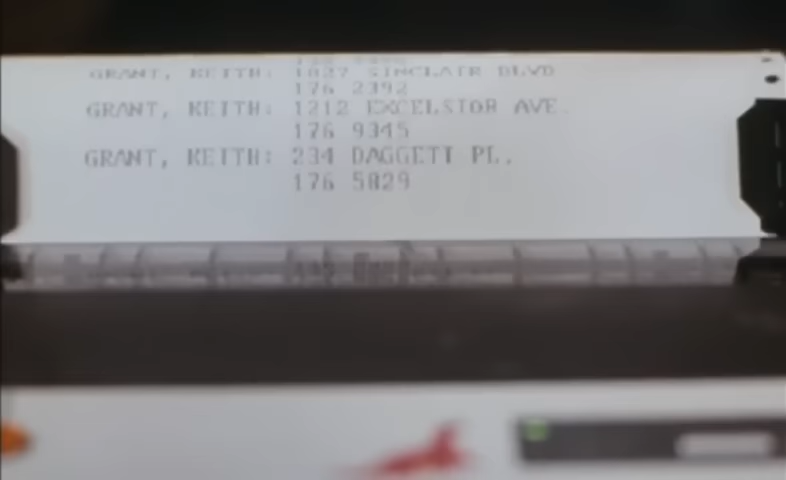 GRANT, KEITH: 1827 SINCLAIR BLVD
176 2392
GRANT, KEITH: 1212 EXCELSIOR AVE.
176 9345
GRANT, KEITH: 234 DAGGETT PL.
176 5829